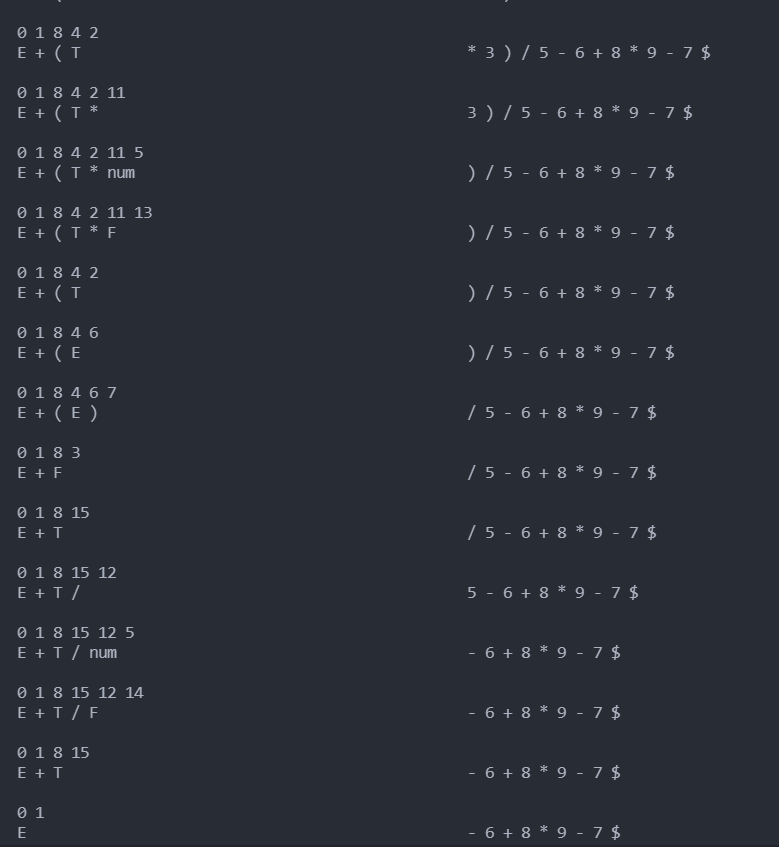 0 1 8 4 2
E + ( T * 3 ) / 5 - 6 + 8 * 9 - 7 $
0 1 8 4 2 11
E + ( T * 3 ) / 5 - 6 + 8 * 9 - 7 $
0 1 8 4 2 11 5
E + ( T * num ) / 5 - 6 + 8 * 9 - 7 $
0 1 8 4 2 11 13
E + ( T * F ) / 5 - 6 + 8 * 9 - 7 $
0 1 8 4 2
E + ( T ) / 5 - 6 + 8 * 9 - 7 $
0 1 8 4 6
E + ( E ) / 5 - 6 + 8 * 9 - 7 $
0 1 8 4 6 7
E + ( E ) / 5 - 6 + 8 * 9 - 7 $
0 1 8 3
E + F / 5 - 6 + 8 * 9 - 7 $
0 1 8 15
E + T / 5 - 6 + 8 * 9 - 7 $
0 1 8 15 12
E + T / 5 - 6 + 8 * 9 - 7 $
0 1 8 15 12 5
E + T / num - 6 + 8 * 9 - 7 $
0 1 8 15 12 14
E + T / F - 6 + 8 * 9 - 7 $
0 1 8 15
E + T - 6 + 8 * 9 - 7 $
0 1
E - 6 + 8 * 9 - 7 $